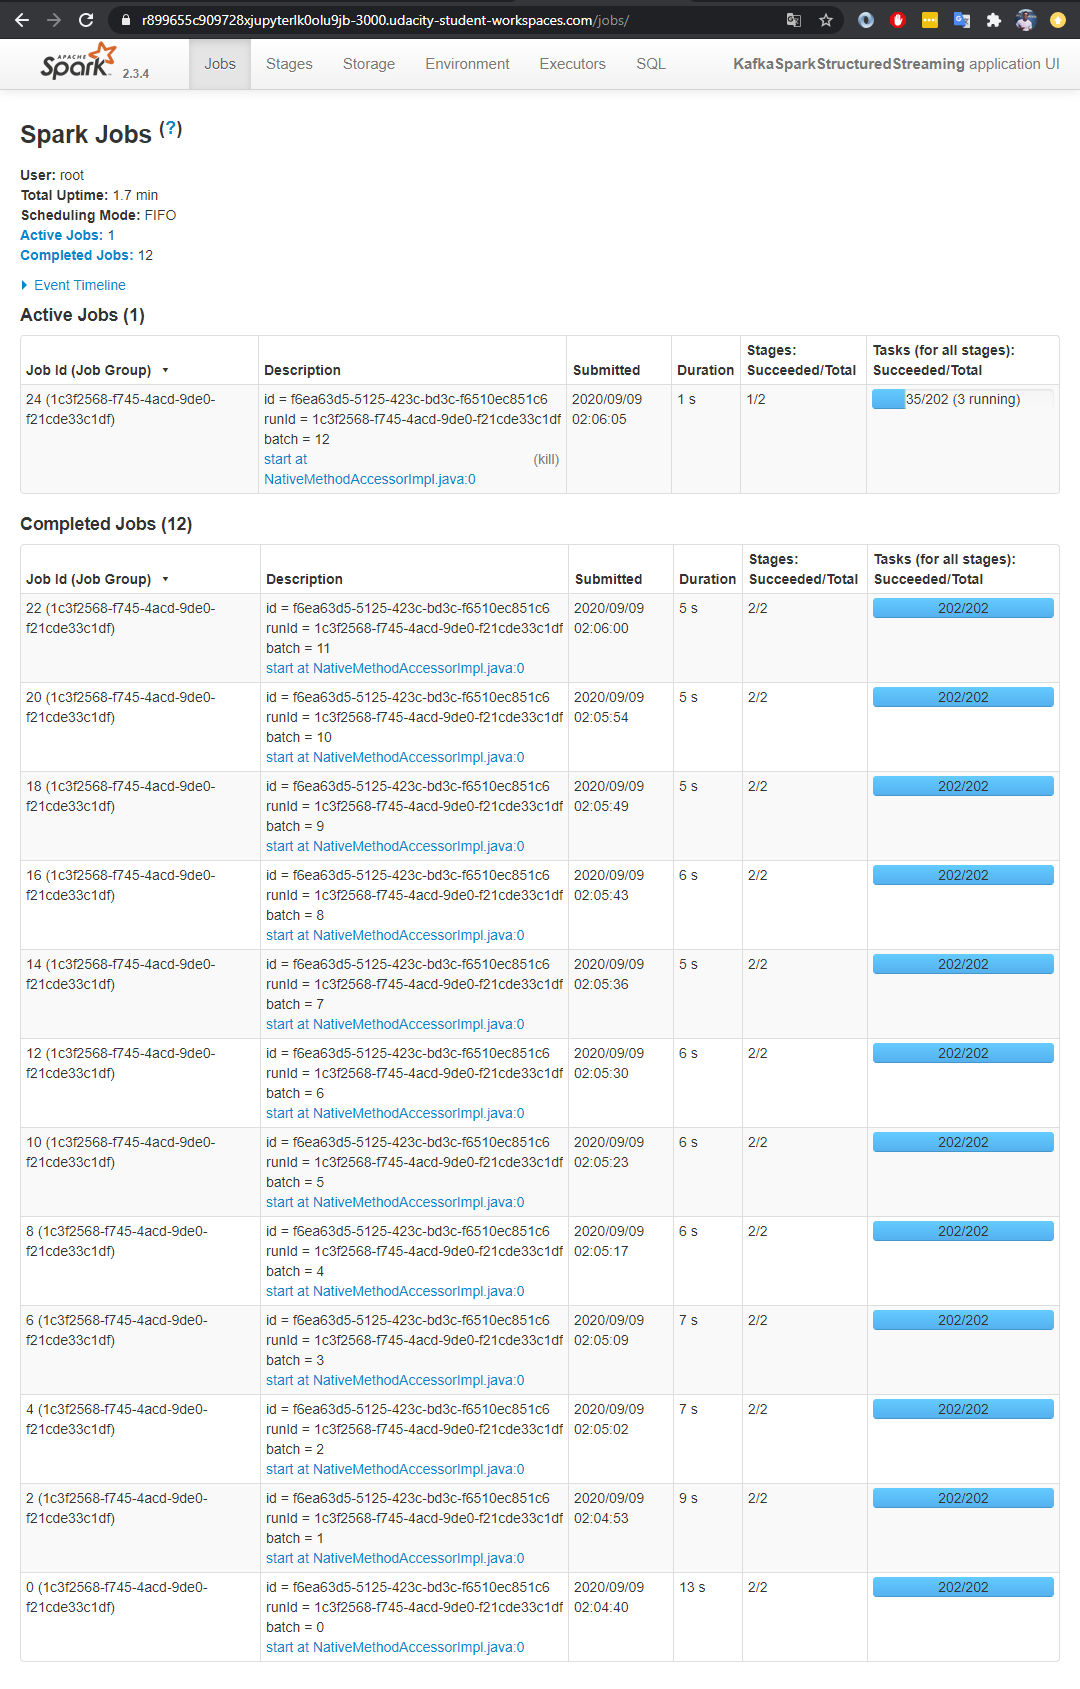 r899655c909728xjupyterlk0olu9jb-3000.udacity-student-workspaces.com/jobs/
APACHE
Spark 2.3.4
Jobs Stages Storage Environment Executors SQL KafkaSparkStructuredStreaming application UI
Spark Jobs (?)
User: root
Total Uptime: 1.7 min
Scheduling Mode: FIFO
Active Jobs: 1
Completed Jobs: 12
Event Timeline
Active Jobs (1)
Stages: Tasks (for all stages):
Job Id (Job Group) Description Submitted Duration Succeeded/Total Succeeded/Total
24 (1c3f2568-f745-4acd-9de0- id = f6ea63d5-5125-423c-bd3c-f6510ec851c6 2020/09/09 1 s 1/2 35/202 (3 running)
f21cde33c1df) runId = 1c3f2568-f745-4acd-9de0-f21cde33c1df 02:06:05
batch = 12
start at (kill)
NativeMethodAccessorImpl.java:0
Completed Jobs (12)
Stages: Tasks (for all stages):
Job Id (Job Group) Description Submitted Duration Succeeded/Total Succeeded/Total
22 (1c3f2568-f745-4acd-9de0- id = f6ea63d5-5125-423c-bd3c-f6510ec851c6 2020/09/09 5 s 2/2 202/202
f21cde33c1df) runId = 1c3f2568-f745-4acd-9de0-f21cde33c1df 02:06:00
batch = 11
start at NativeMethodAccessorImpl.java:0
20 (1c3f2568-f745-4acd-9de0- id = f6ea63d5-5125-423c-bd3c-f6510ec851c6 2020/09/09 5 s 2/2 202/202
f21cde33c1df) runId = 1c3f2568-f745-4acd-9de0-f21cde33c1df 02:05:54
batch = 10
start at NativeMethodAccessorImpl.java:0
18 (1c3f2568-f745-4acd-9de0- id = f6ea63d5-5125-423c-bd3c-f6510ec851c6 2020/09/09 5 s 2/2 202/202
f21cde33c1df) runId = 1c3f2568-f745-4acd-9de0-f21cde33c1df 02:05:49
batch = 9
start at NativeMethodAccessorImpl.java:0
16 (1c3f2568-f745-4acd-9de0- id = f6ea63d5-5125-423c-bd3c-f6510ec851c6 2020/09/09 6 s 2/2 202/202
f21cde33c1df) runId = 1c3f2568-f745-4acd-9de0-f21cde33c1df 02:05:43
batch = 8
start at NativeMethodAccessorImpl.java:0
14 (1c3f2568-f745-4acd-9de0- id = f6ea63d5-5125-423c-bd3c-f6510ec851c6 2020/09/09 5 s 2/2 202/202
f21cde33c1df) runId = 1c3f2568-f745-4acd-9de0-f21cde33c1df 02:05:36
batch = 7
start at NativeMethodAccessorImpl.java:0
12 (1c3f2568-f745-4acd-9de0- id = f6ea63d5-5125-423c-bd3c-f6510ec851c6 2020/09/09 6 s 2/2 202/202
f21cde33c1df) runId = 1c3f2568-f745-4acd-9de0-f21cde33c1df 02:05:30
batch = 6
start at NativeMethodAccessorImpl.java:0
10 (1c3f2568-f745-4acd-9de0- id = f6ea63d5-5125-423c-bd3c-f6510ec851c6 2020/09/09 6 s 2/2 202/202
f21cde33c1df) runId = 1c3f2568-f745-4acd-9de0-f21cde33c1df 02:05:23
batch = 5
start at NativeMethodAccessorImpl.java:0
8 (1c3f2568-f745-4acd-9de0- id = f6ea63d5-5125-423c-bd3c-f6510ec851c6 2020/09/09 6 s 2/2 202/202
f21cde33c1df) runId = 1c3f2568-f745-4acd-9de0-f21cde33c1df 02:05:17
batch = 4
start at NativeMethodAccessorImpl.java:0
6 (1c3f2568-f745-4acd-9de0- id = f6ea63d5-5125-423c-bd3c-f6510ec851c6 2020/09/09 7 s 2/2 202/202
f21cde33c1df) runId = 1c3f2568-f745-4acd-9de0-f21cde33c1df 02:05:09
batch = 3
start at NativeMethodAccessorImpl.java:0
4 (1c3f2568-f745-4acd-9de0- id = f6ea63d5-5125-423c-bd3c-f6510ec851c6 2020/09/09 7 s 2/2 202/202
f21cde33c1df) runId = 1c3f2568-f745-4acd-9de0-f21cde33c1df 02:05:02
batch = 2
start at NativeMethodAccessorImpl.java:0
2 (1c3f2568-f745-4acd-9de0- id = f6ea63d5-5125-423c-bd3c-f6510ec851c6 2020/09/09 9 s 2/2 202/202
f21cde33c1df) runId = 1c3f2568-f745-4acd-9de0-f21cde33c1df 02:04:53
batch = 1
start at NativeMethodAccessorImpl.java:0
0 (1c3f2568-f745-4acd-9de0- id = f6ea63d5-5125-423c-bd3c-f6510ec851c6 2020/09/09 13 s 2/2 202/202
f21cde33c1df) runId = 1c3f2568-f745-4acd-9de0-f21cde33c1df 02:04:40
batch = 0
start at NativeMethodAccessorImpl.java:0